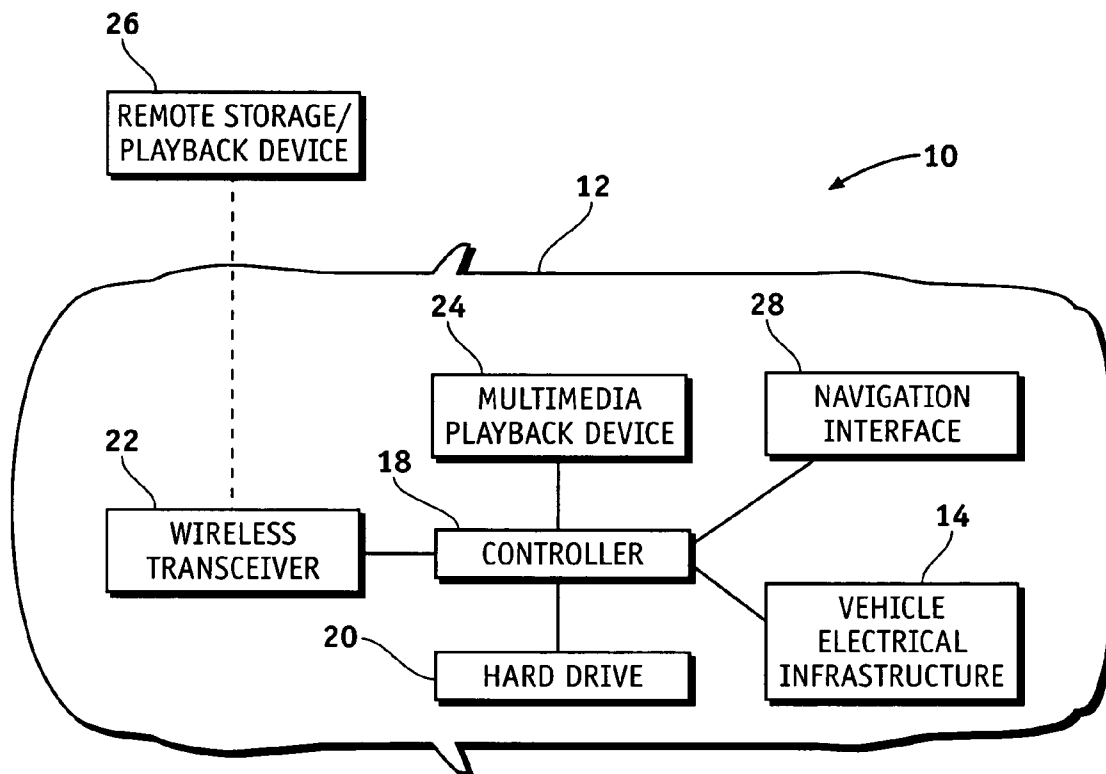 26
REMOTE STORAGE/
PLAYBACK DEVICE
10
12
24
28
MULTIMEDIA
PLAYBACK DEVICE
NAVIGATION
INTERFACE
22
18
WIRELESS
TRANSCEIVER
CONTROLLER
14
VEHICLE
ELECTRICAL
INFRASTRUCTURE
20
HARD DRIVE